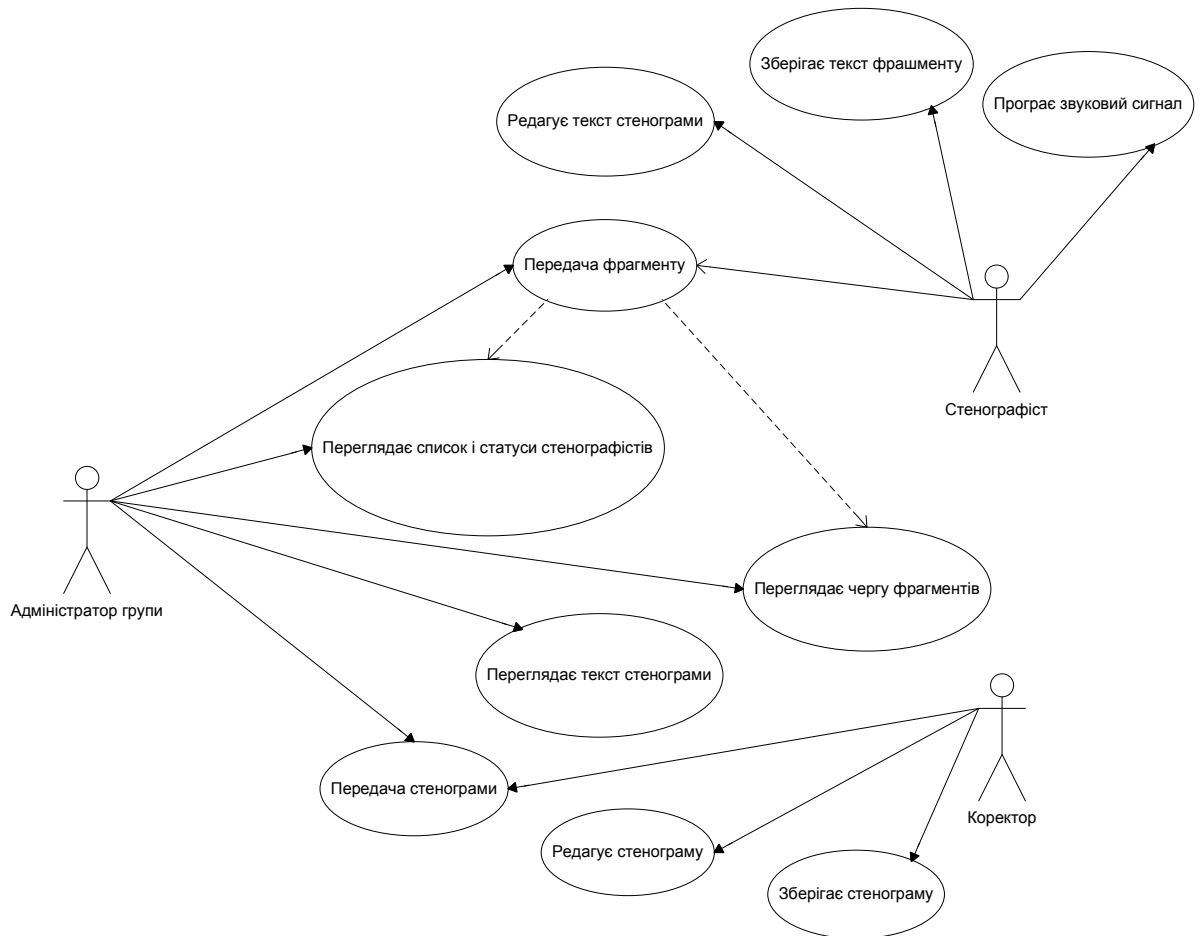 Зберігає текст фрашменту
Програє звуковий сигнал
Редагує текст стенограми
Передача фрагменту
Стенографіст
Переглядає список і статуси стенографістів
Адміністратор групи
Переглядає чергу фрагментів
Переглядає текст стенограми
Передача стенограми
Коректор
Редагує стенограму
Зберігає стенограму